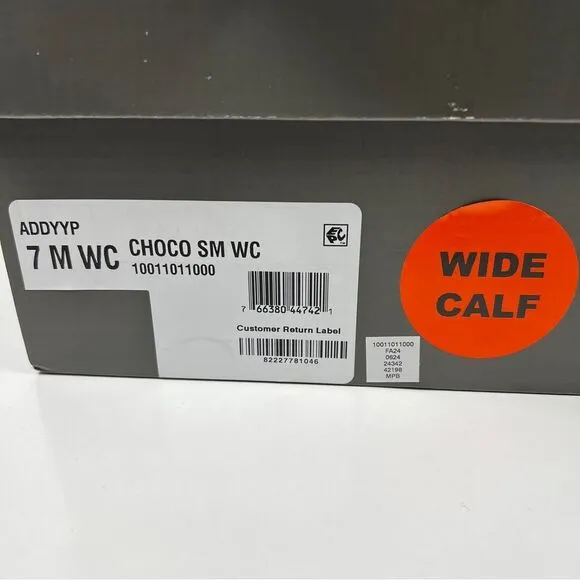 ADDYYP
7 M WC
CHOCO SM WC
10011011000
7 66380 44742 1
Customer Return Label
82227781046
WIDE
CALF
10011011000
FA24
0624
24342
42198
MPB